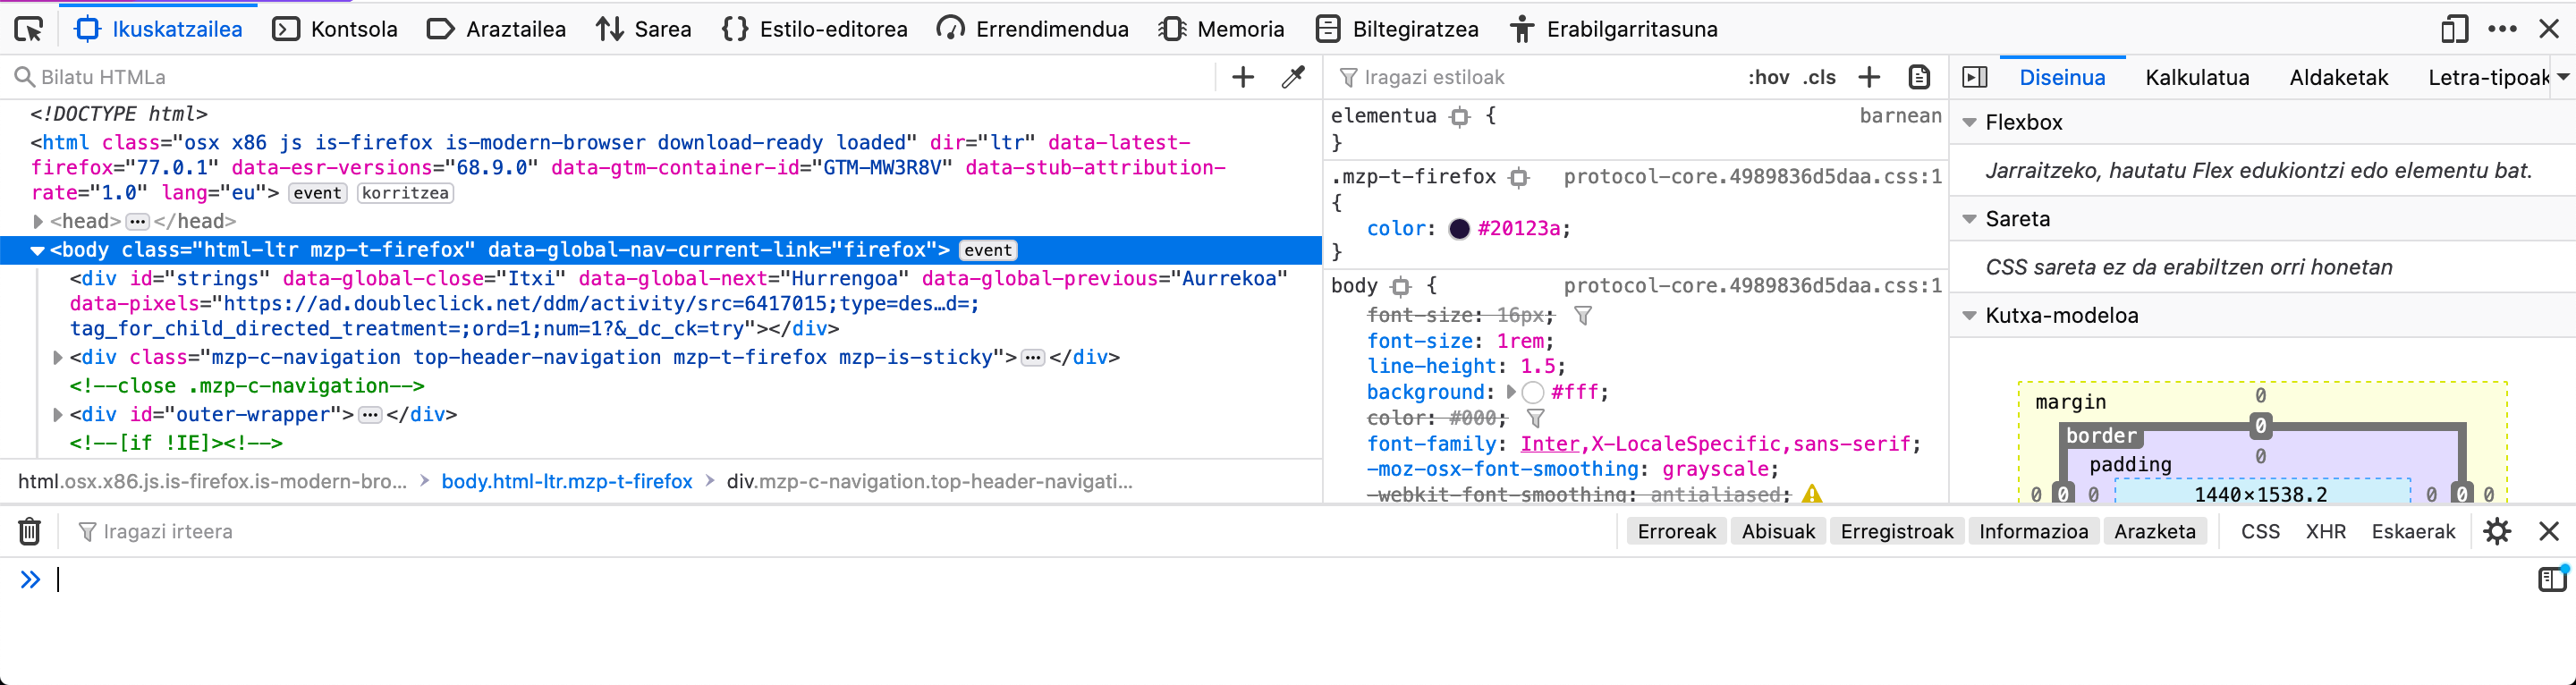 Ikuskatzailea Kontsola Araztailea Sarea Estilo-editorea Errendimendua Memoria Biltegiratzea Erabilgarritasuna
Bilatu HTMLa
<!DOCTYPE html>
<html class="osx x86 js is-firefox is-modern-browser download-ready loaded" dir="ltr" data-latest-
firefox="77.0.1" data-esr-versions="68.9.0" data-gtm-container-id="GTM-MW3R8V" data-stub-attribution-
rate="1.0" lang="eu"> event korritzea
<head> ••• </head>
<body class="html-ltr mzp-t-firefox" data-global-nav-current-link="firefox"> event
<div id="strings" data-global-close="Itxi" data-global-next="Hurrengoa" data-global-previous="Aurrekoa"
data-pixels="https://ad.doubleclick.net/ddm/activity/src=6417015;type=des…d=;
tag_for_child_directed_treatment=;ord=1;num=1?&_dc_ck=try"></div>
<div class="mzp-c-navigation top-header-navigation mzp-t-firefox mzp-is-sticky"> ••• </div>
<!--close .mzp-c-navigation-->
<div id="outer-wrapper"> ••• </div>
<!--[if !IE]><!-->
html.osx.x86.js.is-firefox.is-modern-bro... > body.html-ltr.mzp-t-firefox > div.mzp-c-navigation.top-header-navigati...
Iragazi estiloak :hov .cls
elementua { barnean
}
.mzp-t-firefox protocol-core.4989836d5daa.css:1
{
color: #20123a;
}
body { protocol-core.4989836d5daa.css:1
font-size: 16px;
font-size: 1rem;
line-height: 1.5;
background: #fff;
color: #000;
font-family: Inter,X-LocaleSpecific,sans-serif;
-moz-osx-font-smoothing: grayscale;
-webkit-font-smoothing: antialiased;
Diseinua Kalkulatua Aldaketak Letra-tipoak
Flexbox
Jarraitzeko, hautatu Flex edukiontzi edo elementu bat.
Sareta
CSS sareta ez da erabiltzen orri honetan
Kutxa-modeloa
margin 0
border 0
padding 0
0 0 0 1440×1538.2 0 0 0
Iragazi irteera Erroreak Abisuak Erregistroak Informazioa Arazketa CSS XHR Eskaerak